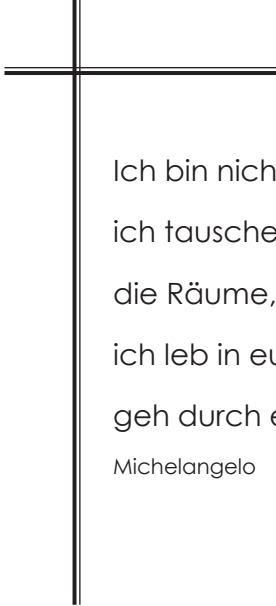 Ich bin nich
ich tausche
die Räume,
ich leb in eu
geh durch e
Michelangelo